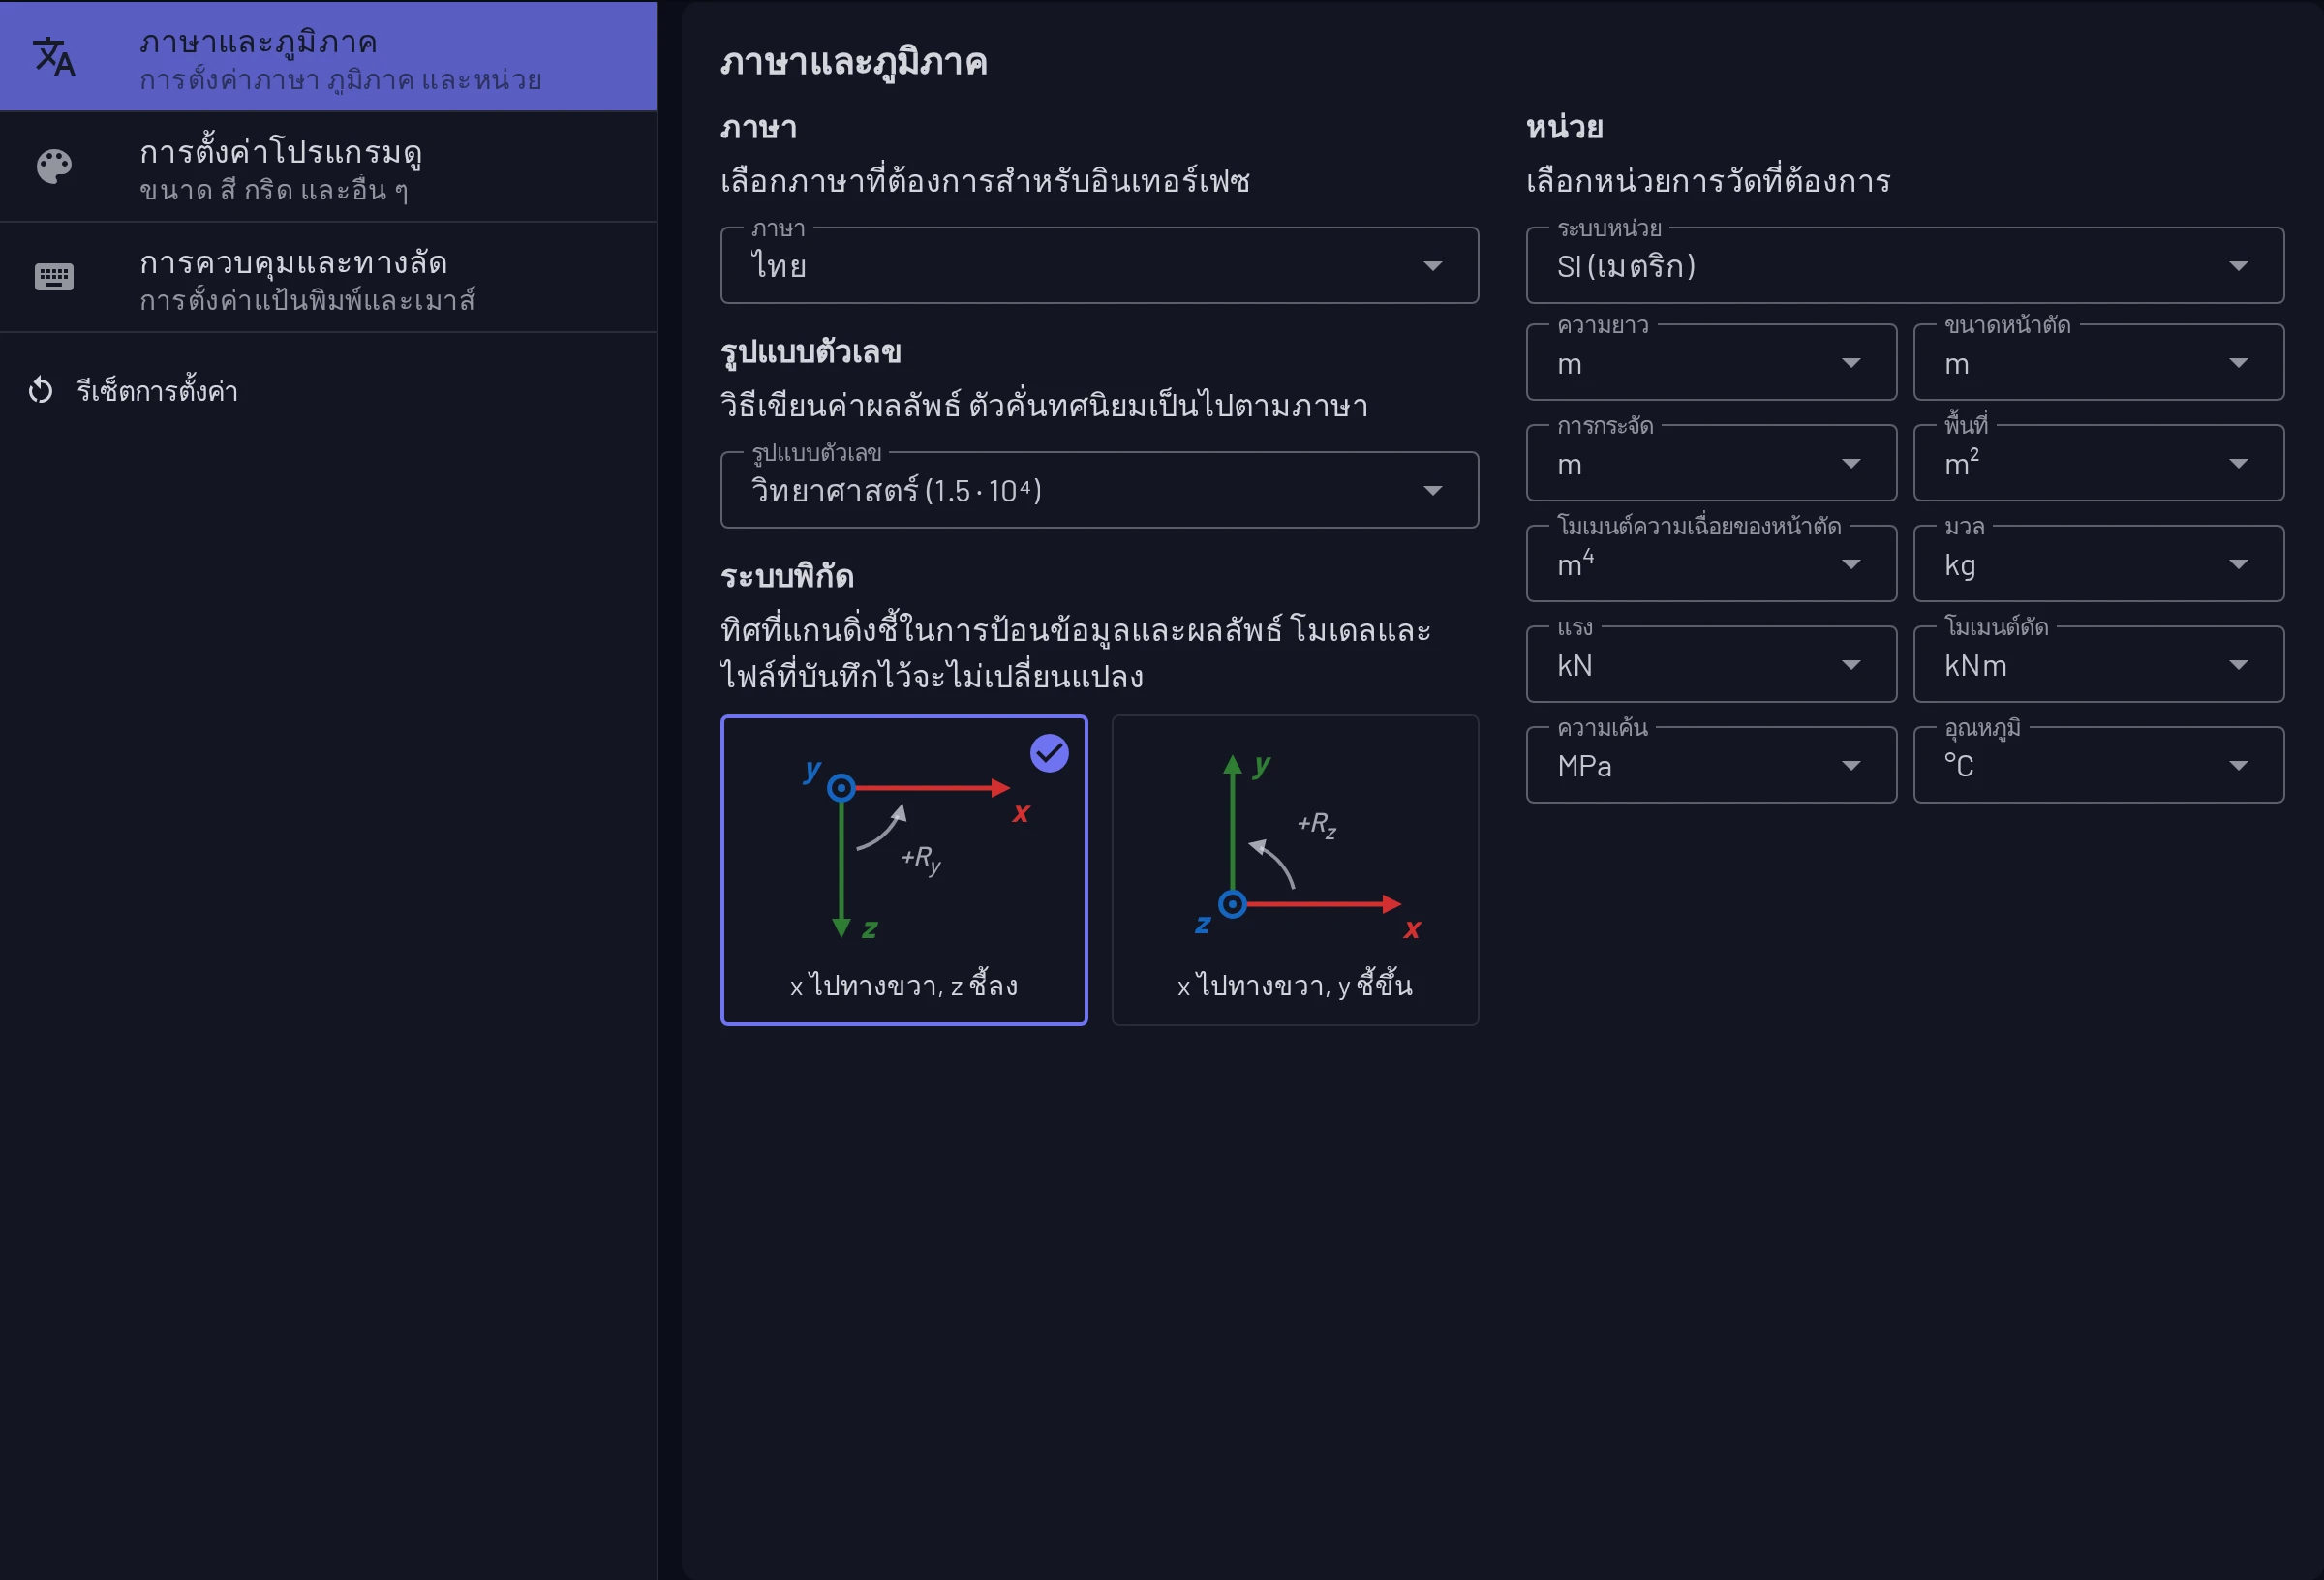 ภาษาและภูมิภาค
การตั้งค่าภาษา ภูมิภาค และหน่วย
การตั้งค่าโปรแกรมดู
ขนาด สี กริด และอื่น ๆ
การควบคุมและทางลัด
การตั้งค่าแป้นพิมพ์และเมาส์
รีเซ็ตการตั้งค่า
ภาษาและภูมิภาค
ภาษา
เลือกภาษาที่ต้องการสำหรับอินเทอร์เฟซ
ภาษา
ไทย
รูปแบบตัวเลข
วิธีเขียนค่าผลลัพธ์ ตัวคั่นทศนิยมเป็นไปตามภาษา
รูปแบบตัวเลข
วิทยาศาสตร์ (1.5 · 10⁴)
ระบบพิกัด
ทิศที่แกนดิ่งชี้ในการป้อนข้อมูลและผลลัพธ์ โมเดลและ
ไฟล์ที่บันทึกไว้จะไม่เปลี่ยนแปลง
y
x
+Ry
z
x ไปทางขวา, z ชี้ลง
y
+Rz
z
x
x ไปทางขวา, y ชี้ขึ้น
หน่วย
เลือกหน่วยการวัดที่ต้องการ
ระบบหน่วย
SI (เมตริก)
ความยาว
m
ขนาดหน้าตัด
m
การกระจัด
m
พื้นที่
m²
โมเมนต์ความเฉื่อยของหน้าตัด
m⁴
มวล
kg
แรง
kN
โมเมนต์ดัด
kNm
ความเค้น
MPa
อุณหภูมิ
°C